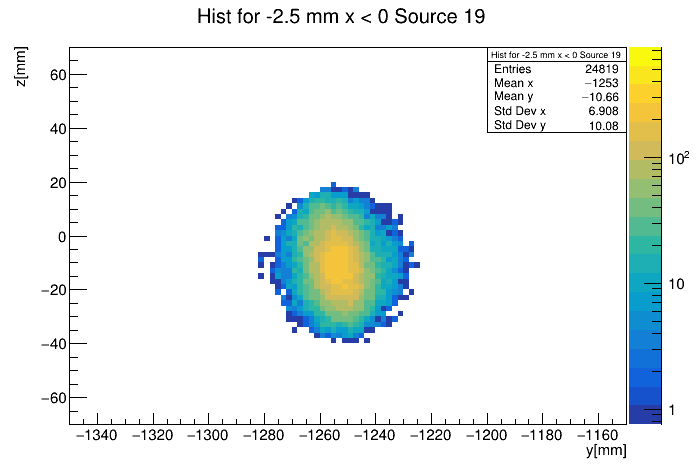 Hist for -2.5 mm x < 0 Source 19
z[mm]
Hist for -2.5 mm x < 0 Source 19
Entries 24819
Mean x −1253
Mean y −10.66
Std Dev x 6.908
Std Dev y 10.08
60
40
20
0
−20
−40
−60
10²
10
1
−1340 −1320 −1300 −1280 −1260 −1240 −1220 −1200 −1180 −1160
y[mm]